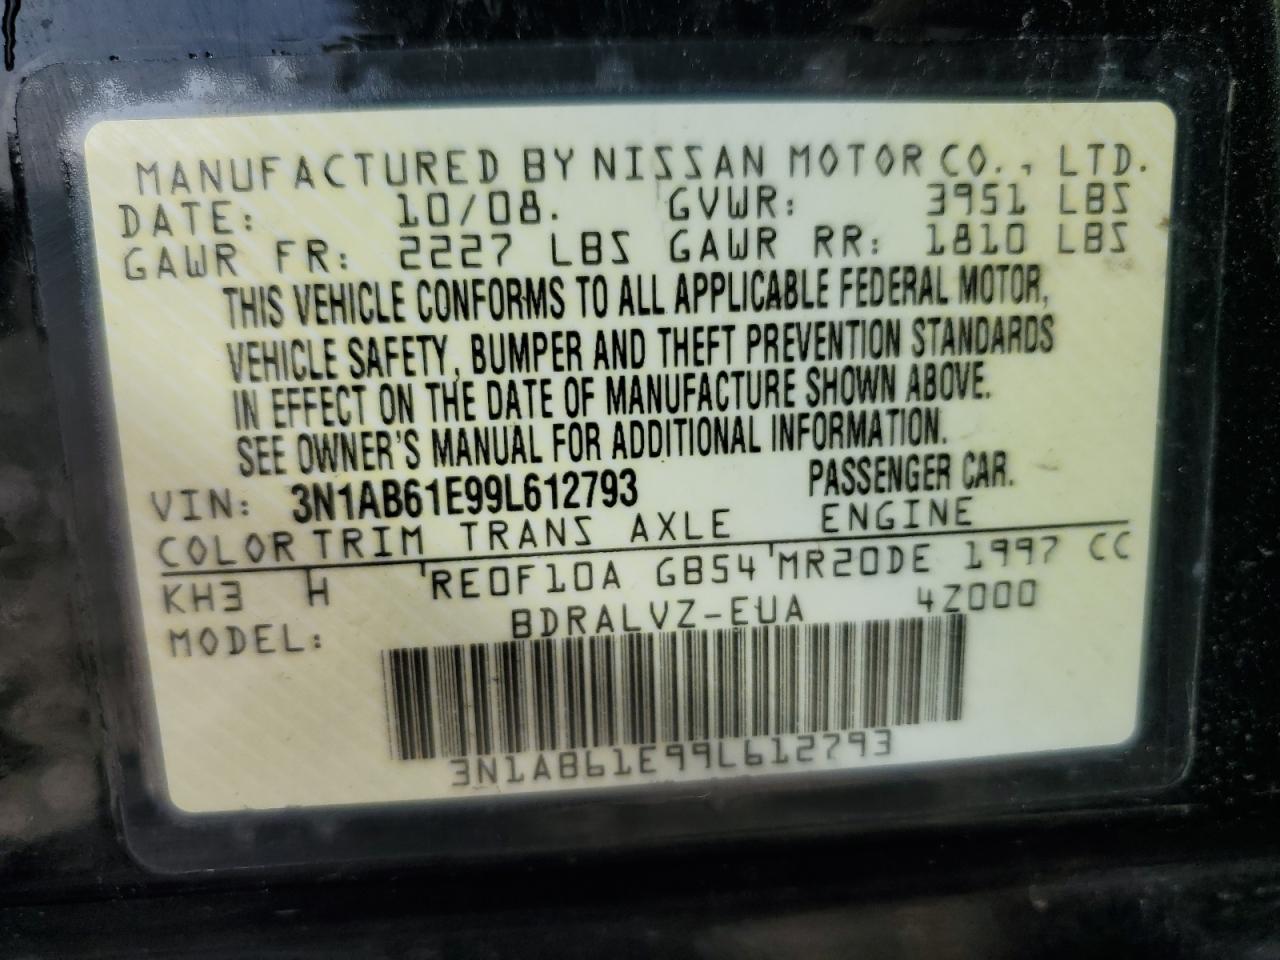 MANUFACTURED BY NISSAN MOTOR CO., LTD.
DATE: 10/08. GVWR: 3951 LBS
GAWR FR: 2227 LBS GAWR RR: 1810 LBS
THIS VEHICLE CONFORMS TO ALL APPLICABLE FEDERAL MOTOR,
VEHICLE SAFETY, BUMPER AND THEFT PREVENTION STANDARDS
IN EFFECT ON THE DATE OF MANUFACTURE SHOWN ABOVE.
SEE OWNER'S MANUAL FOR ADDITIONAL INFORMATION.
VIN: 3N1AB61E99L612793 PASSENGER CAR.
COLOR TRIM TRANS AXLE ENGINE
KH3 H RE0F10A GB54 MR20DE 1997 CC
MODEL: BDRALVZ-EUA 4Z000
3N1AB61E99L612793